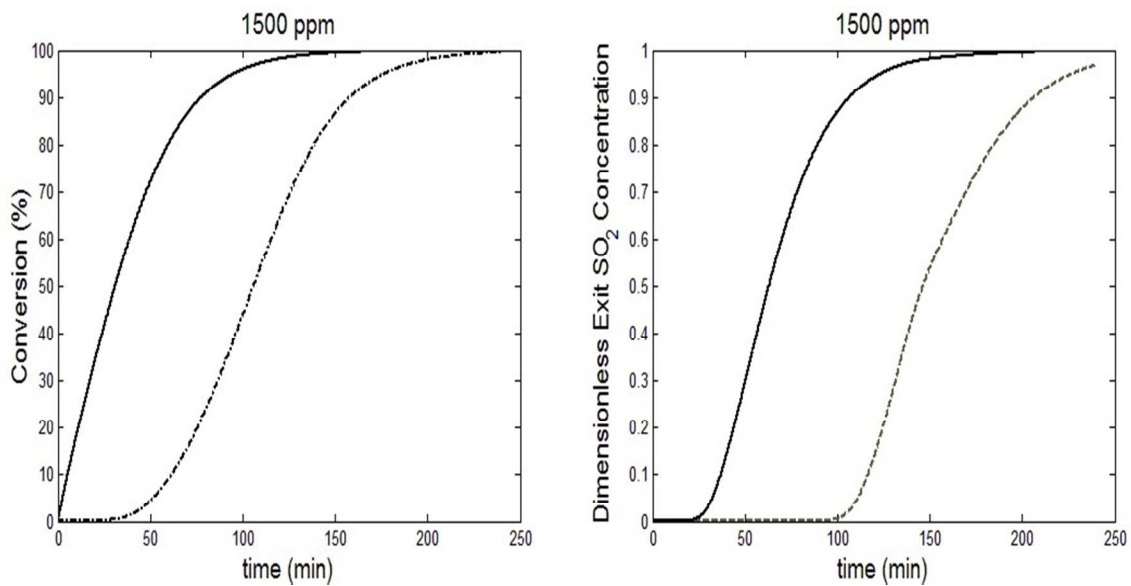 1500 ppm
Conversion (%)
100
90
80
70
60
50
40
30
20
10
0
0 50 100 150 200 250
time (min)
1500 ppm
Dimensionless Exit SO2 Concentration
1
0.9
0.8
0.7
0.6
0.5
0.4
0.3
0.2
0.1
0
0 50 100 150 200 250
time (min)